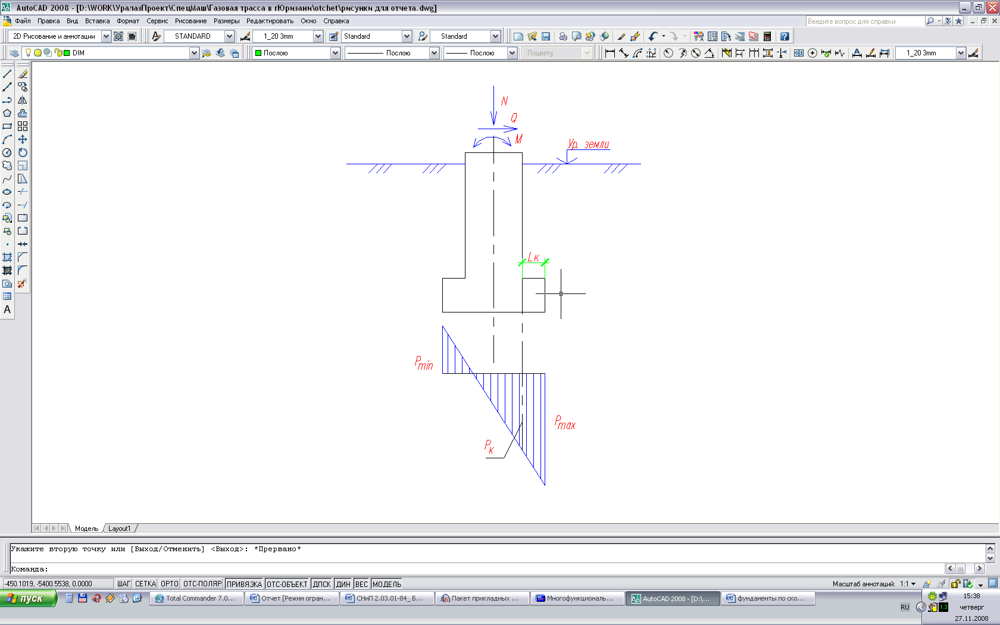 AutoCAD 2008 - [D:\WORK\УралазПроект\СпецМаш\Газовая трасса в гЮризани\otchet\рисунки для отчета.dwg]
Файл Правка Вид Вставка Формат Сервис Рисование Размеры Редактировать Окно Справка
Введите вопрос для справки
2D Рисование и аннотации STANDARD 1_20 3mm Standard Standard
DIM Послою Послою Послою Поцвету 1_20 3mm
N
Q
M
Ур. земли
Lк
Pmin
Pmax
Pк
A
Модель Layout1
Укажите вторую точку или [Выход/Отменить] <Выход>: *Прервано*
Команда:
-450.1019, -5400.5538, 0.0000 ШАГ СЕТКА ОРТО ОТС-ПОЛЯР ПРИВЯЗКА ОТС-ОБЪЕКТ ДПСК ДИН ВЕС МОДЕЛЬ Масштаб аннотаций: 1:1
пуск Total Commander 7.0... Отчет [Режим огран... СНиП 2.03.01-84_ Б... Пакет прикладных ... Многофункциональ... AutoCAD 2008 - [D:\... фундаменты по ско...
15:38
RU 1.3 четверг
27.11.2008